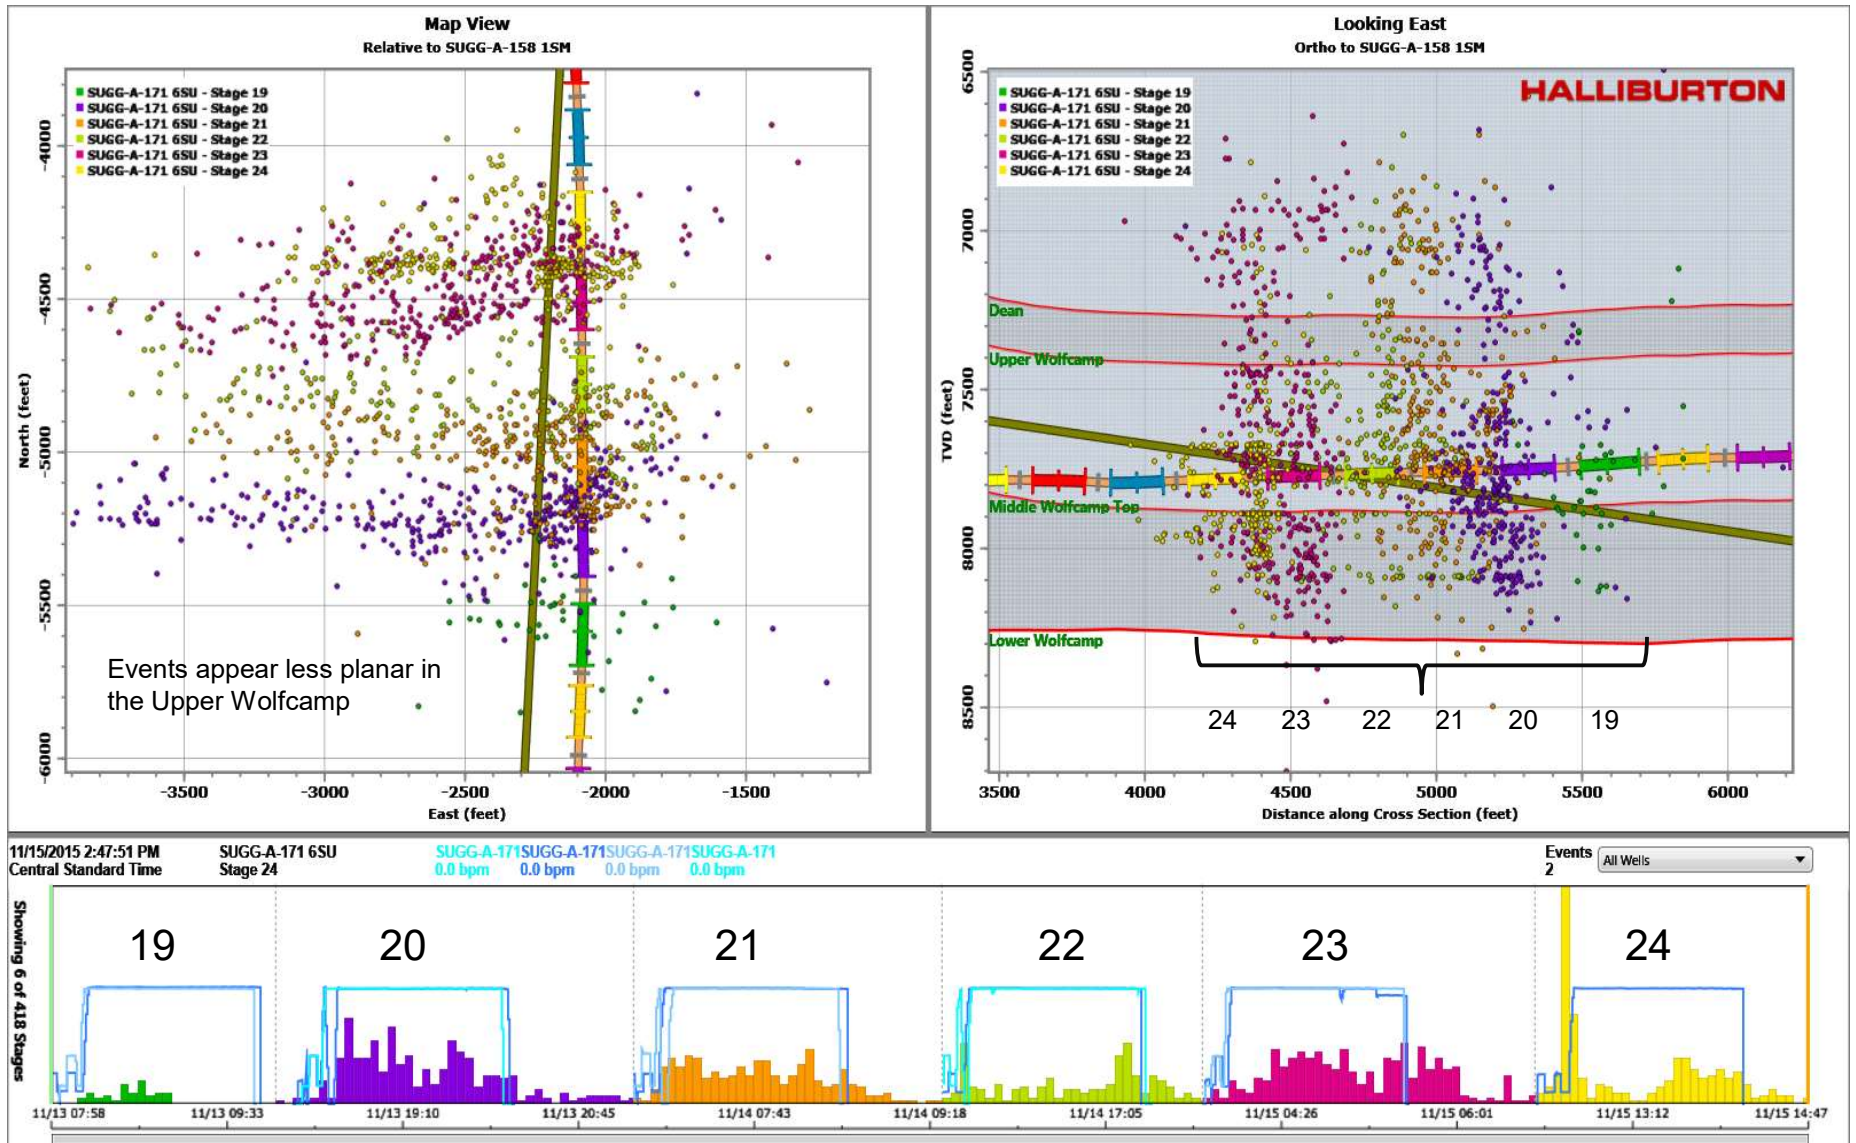 Map View
Relative to SUGG-A-158 1SM
SUGG-A-171 6SU - Stage 19
SUGG-A-171 6SU - Stage 20
SUGG-A-171 6SU - Stage 21
SUGG-A-171 6SU - Stage 22
SUGG-A-171 6SU - Stage 23
SUGG-A-171 6SU - Stage 24
North (feet)
-4000
-4500
-5000
-5500
-6000
Events appear less planar in
the Upper Wolfcamp
-3500 -3000 -2500 -2000 -1500
East (feet)
Looking East
Ortho to SUGG-A-158 1SM
HALLIBURTON
SUGG-A-171 6SU - Stage 19
SUGG-A-171 6SU - Stage 20
SUGG-A-171 6SU - Stage 21
SUGG-A-171 6SU - Stage 22
SUGG-A-171 6SU - Stage 23
SUGG-A-171 6SU - Stage 24
TVD (feet)
6500
7000
7500
8000
8500
Dean
Upper Wolfcamp
Middle Wolfcamp Top
Lower Wolfcamp
24 23 22 21 20 19
3500 4000 4500 5000 5500 6000
Distance along Cross Section (feet)
11/15/2015 2:47:51 PM
Central Standard Time
SUGG-A-171 6SU
Stage 24
SUGG-A-171 SUGG-A-171 SUGG-A-171 SUGG-A-171
0.0 bpm 0.0 bpm 0.0 bpm 0.0 bpm
Events
2
All Wells
Showing 6 of 418 Stages
19 20 21 22 23 24
11/13 07:58 11/13 09:33 11/13 19:10 11/13 20:45 11/14 07:43 11/14 09:18 11/14 17:05 11/15 04:26 11/15 06:01 11/15 13:12 11/15 14:47